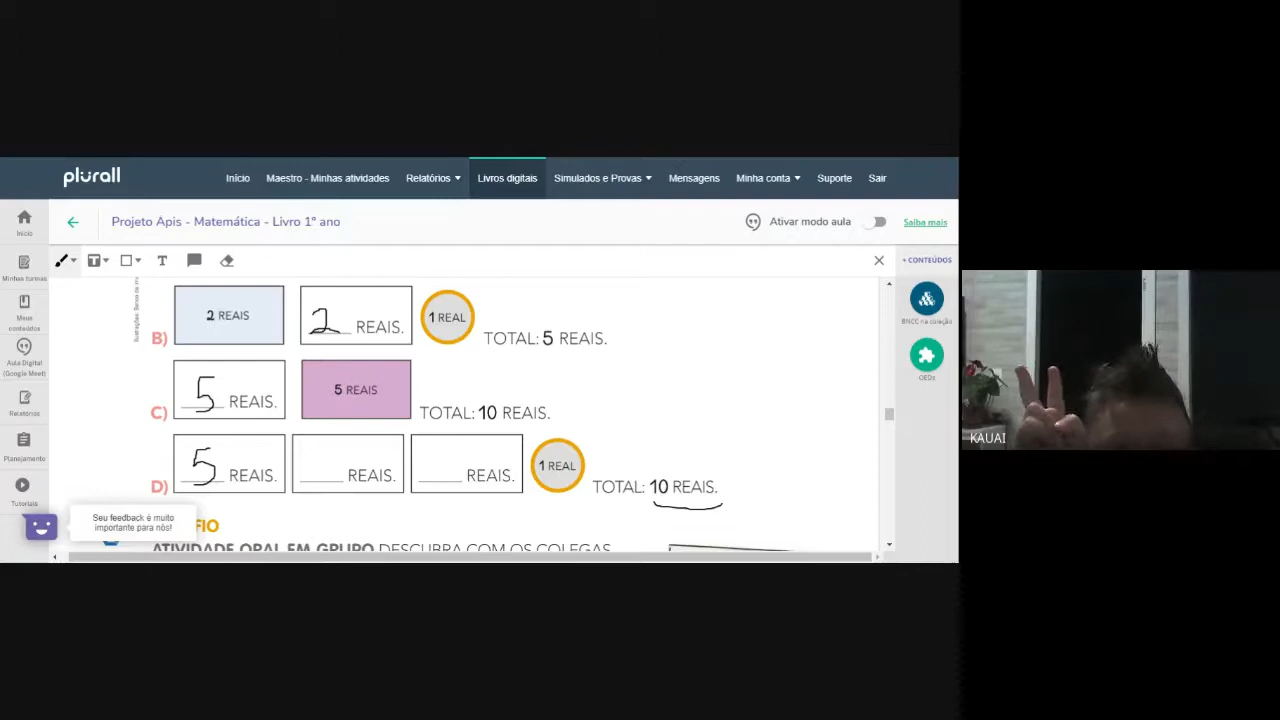 plurall
Início
Maestro - Minhas atividades
Relatórios
Livros digitais
Simulados e Provas
Mensagens
Minha conta
Suporte
Sair
Projeto Apis - Matemática - Livro 1º ano
Ativar modo aula
Saiba mais
Início
Minhas turmas
Meus
conteúdos
Aula Digital
(Google Meet)
Relatórios
Planejamento
Tutoriais
T
+ CONTEÚDOS
BNCC na coleção
OEDs
B) 2 REAIS 2 REAIS. 1 REAL TOTAL: 5 REAIS.
C) 5 REAIS. 5 REAIS TOTAL: 10 REAIS.
D) 5 REAIS. ____ REAIS. ____ REAIS. 1 REAL TOTAL: 10 REAIS.
Seu feedback é muito
importante para nós!
FIO
ATIVIDADE ORAL EM GRUPO DESCUBRA COM OS COLEGAS
KAUAI